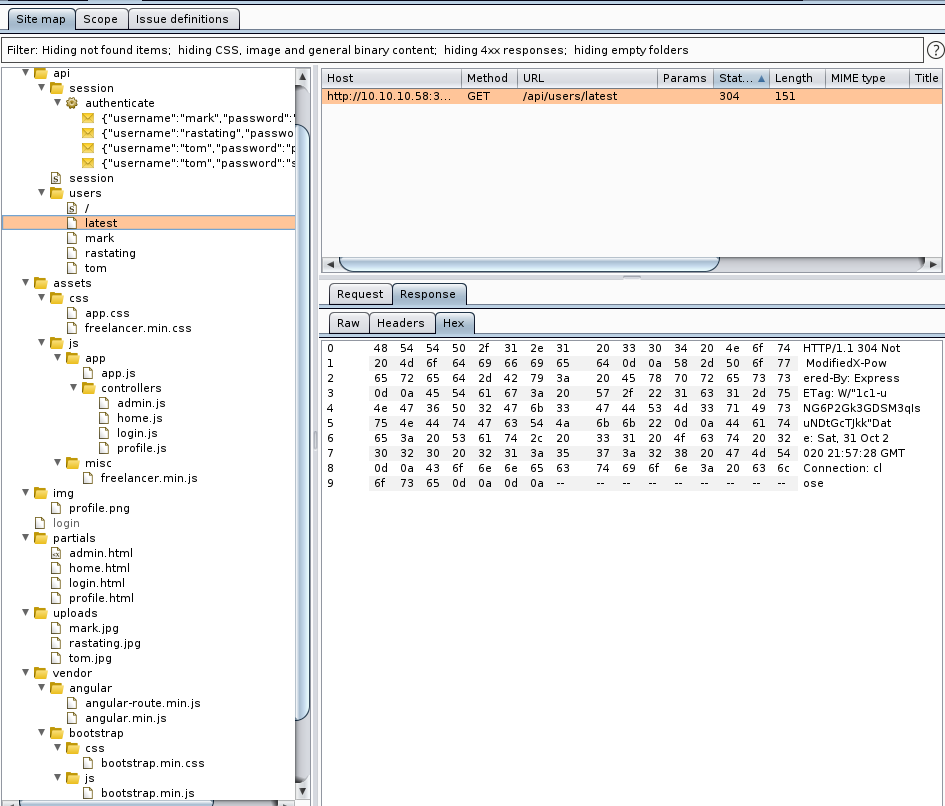 Site map Scope Issue definitions
Filter: Hiding not found items; hiding CSS, image and general binary content; hiding 4xx responses; hiding empty folders
?
api
session
authenticate
{"username":"mark","password":"
{"username":"rastating","passwo
{"username":"tom","password":"p
{"username":"tom","password":"s
session
users
/
latest
mark
rastating
tom
assets
css
app.css
freelancer.min.css
js
app
app.js
controllers
admin.js
home.js
login.js
profile.js
misc
freelancer.min.js
img
profile.png
login
partials
admin.html
home.html
login.html
profile.html
uploads
mark.jpg
rastating.jpg
tom.jpg
vendor
angular
angular-route.min.js
angular.min.js
bootstrap
css
bootstrap.min.css
js
bootstrap.min.js
Host Method URL Params Stat... Length MIME type Title
http://10.10.10.58:3... GET /api/users/latest 304 151
Request Response
Raw Headers Hex
0 48 54 54 50 2f 31 2e 31 20 33 30 34 20 4e 6f 74 HTTP/1.1 304 Not
1 20 4d 6f 64 69 66 69 65 64 0d 0a 58 2d 50 6f 77 ModifiedX-Pow
2 65 72 65 64 2d 42 79 3a 20 45 78 70 72 65 73 73 ered-By: Express
3 0d 0a 45 54 61 67 3a 20 57 2f 22 31 63 31 2d 75 ETag: W/"1c1-u
4 4e 47 36 50 32 47 6b 33 47 44 53 4d 33 71 49 73 NG6P2Gk3GDSM3qIs
5 75 4e 44 74 47 63 54 4a 6b 6b 22 0d 0a 44 61 74 uNDtGcTJkk"Dat
6 65 3a 20 53 61 74 2c 20 33 31 20 4f 63 74 20 32 e: Sat, 31 Oct 2
7 30 32 30 20 32 31 3a 35 37 3a 32 38 20 47 4d 54 020 21:57:28 GMT
8 0d 0a 43 6f 6e 6e 65 63 74 69 6f 6e 3a 20 63 6c Connection: cl
9 6f 73 65 0d 0a 0d 0a -- -- -- -- -- -- -- -- -- ose